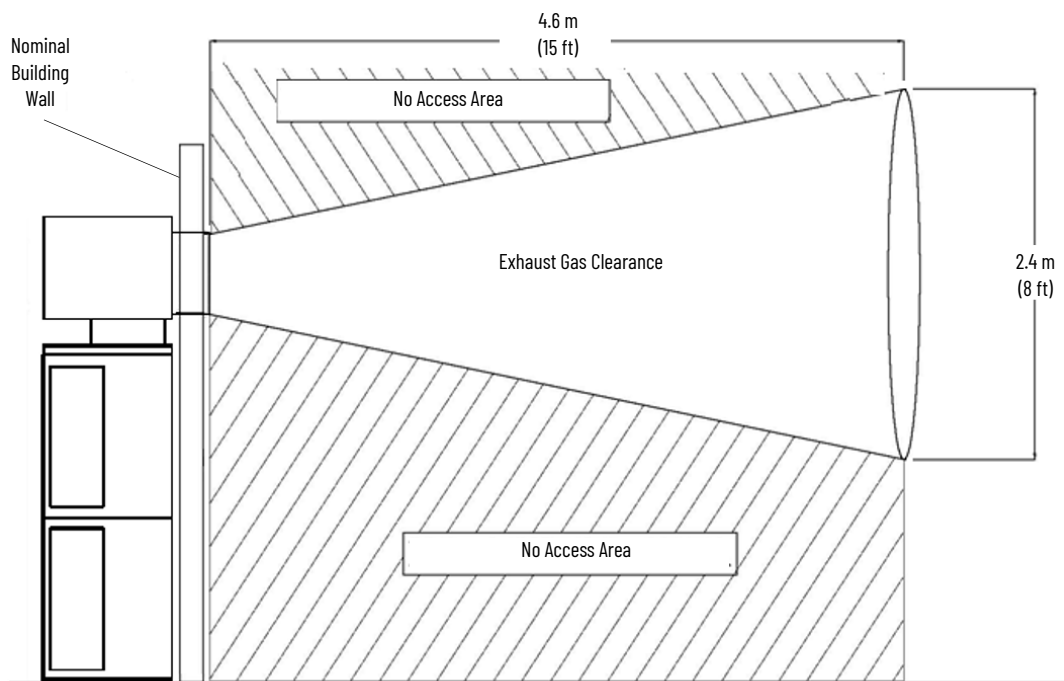 4.6 m
(15 ft)
Nominal
Building
Wall
No Access Area
Exhaust Gas Clearance
2.4 m
(8 ft)
No Access Area